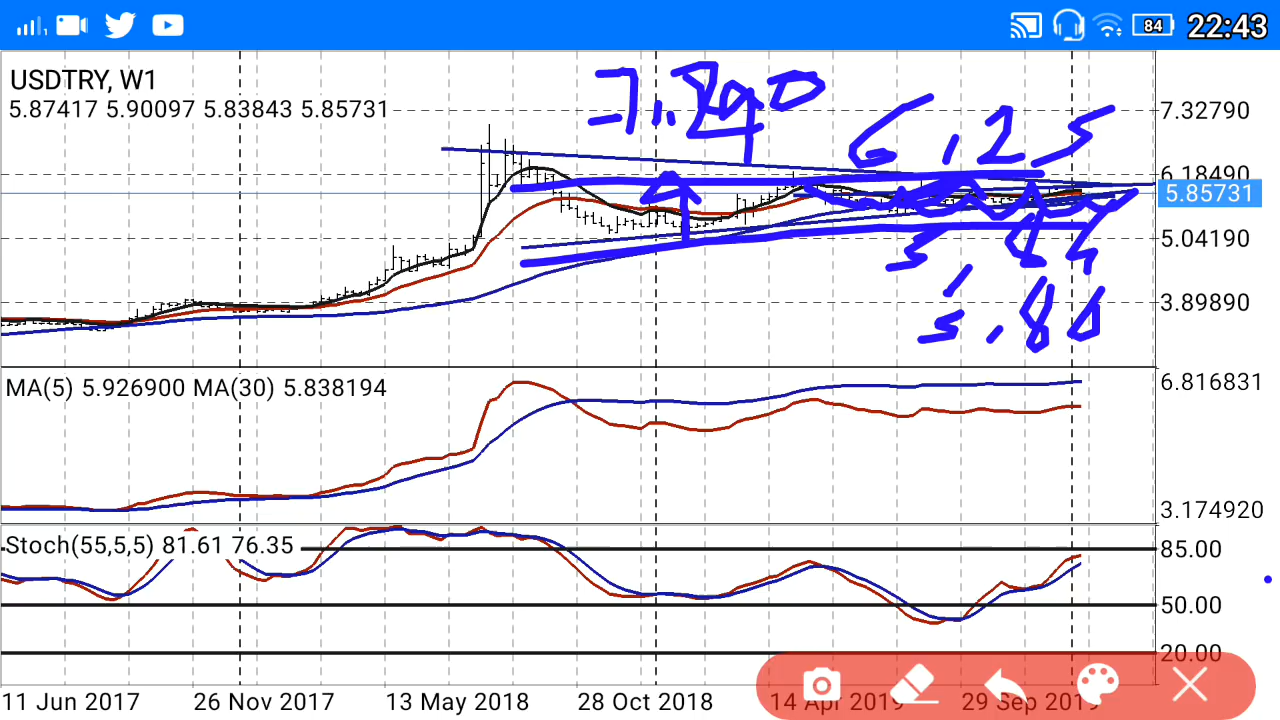 84 22:43
USDTRY, W1
5.87417 5.90097 5.83843 5.85731
7.32790
6.18490
5.85731
5.04190
3.89890
6.25
5.84
5.80
MA(5) 5.926900 MA(30) 5.838194
6.816831
3.174920
Stoch(55,5,5) 81.61 76.35
85.00
50.00
20.00
11 Jun 2017 26 Nov 2017 13 May 2018 28 Oct 2018 14 Apr 2019 29 Sep 2019